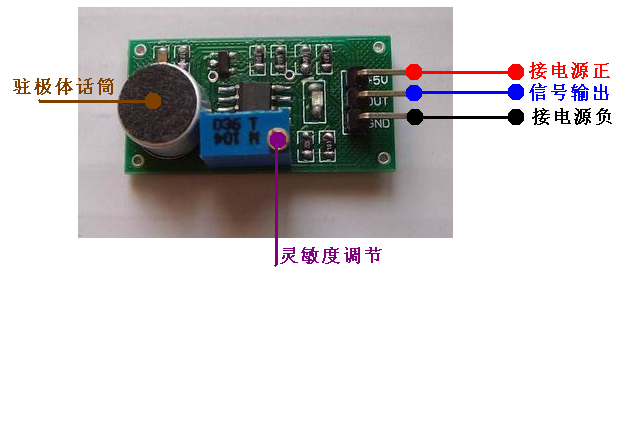 接电源正
+5V
驻极体话筒
信号输出
OUT
接电源负
GND
W 104
T 936
灵敏度调节